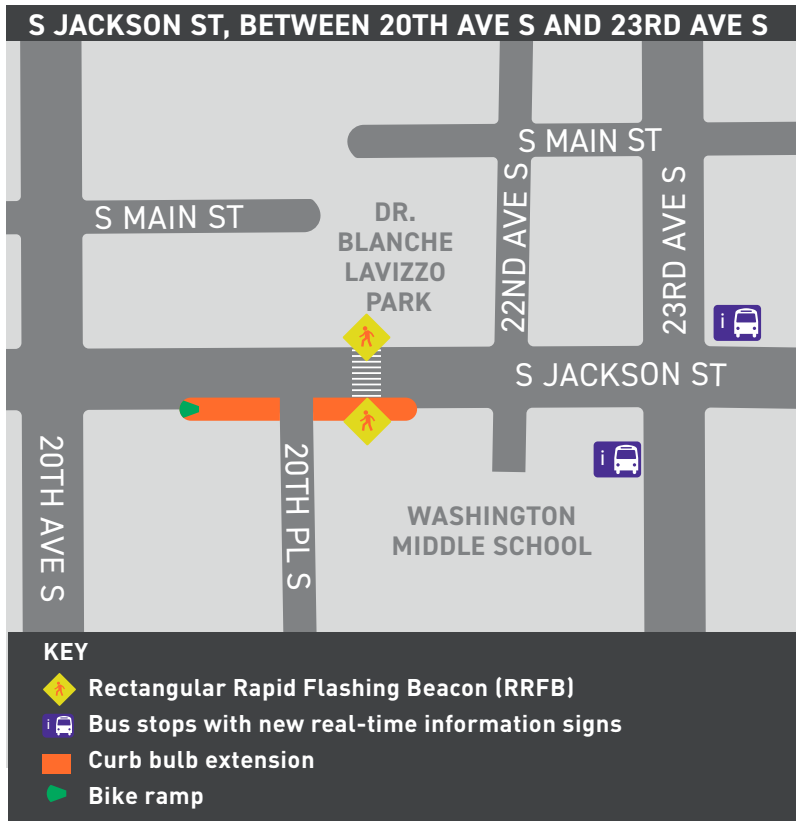 S JACKSON ST, BETWEEN 20TH AVE S AND 23RD AVE S
S MAIN ST
S MAIN ST
DR.
BLANCHE
LAVIZZO
PARK
22ND AVE S
23RD AVE S
i
S JACKSON ST
20TH AVE S
20TH PL S
i
WASHINGTON
MIDDLE SCHOOL
KEY
Rectangular Rapid Flashing Beacon (RRFB)
i
Bus stops with new real-time information signs
Curb bulb extension
Bike ramp